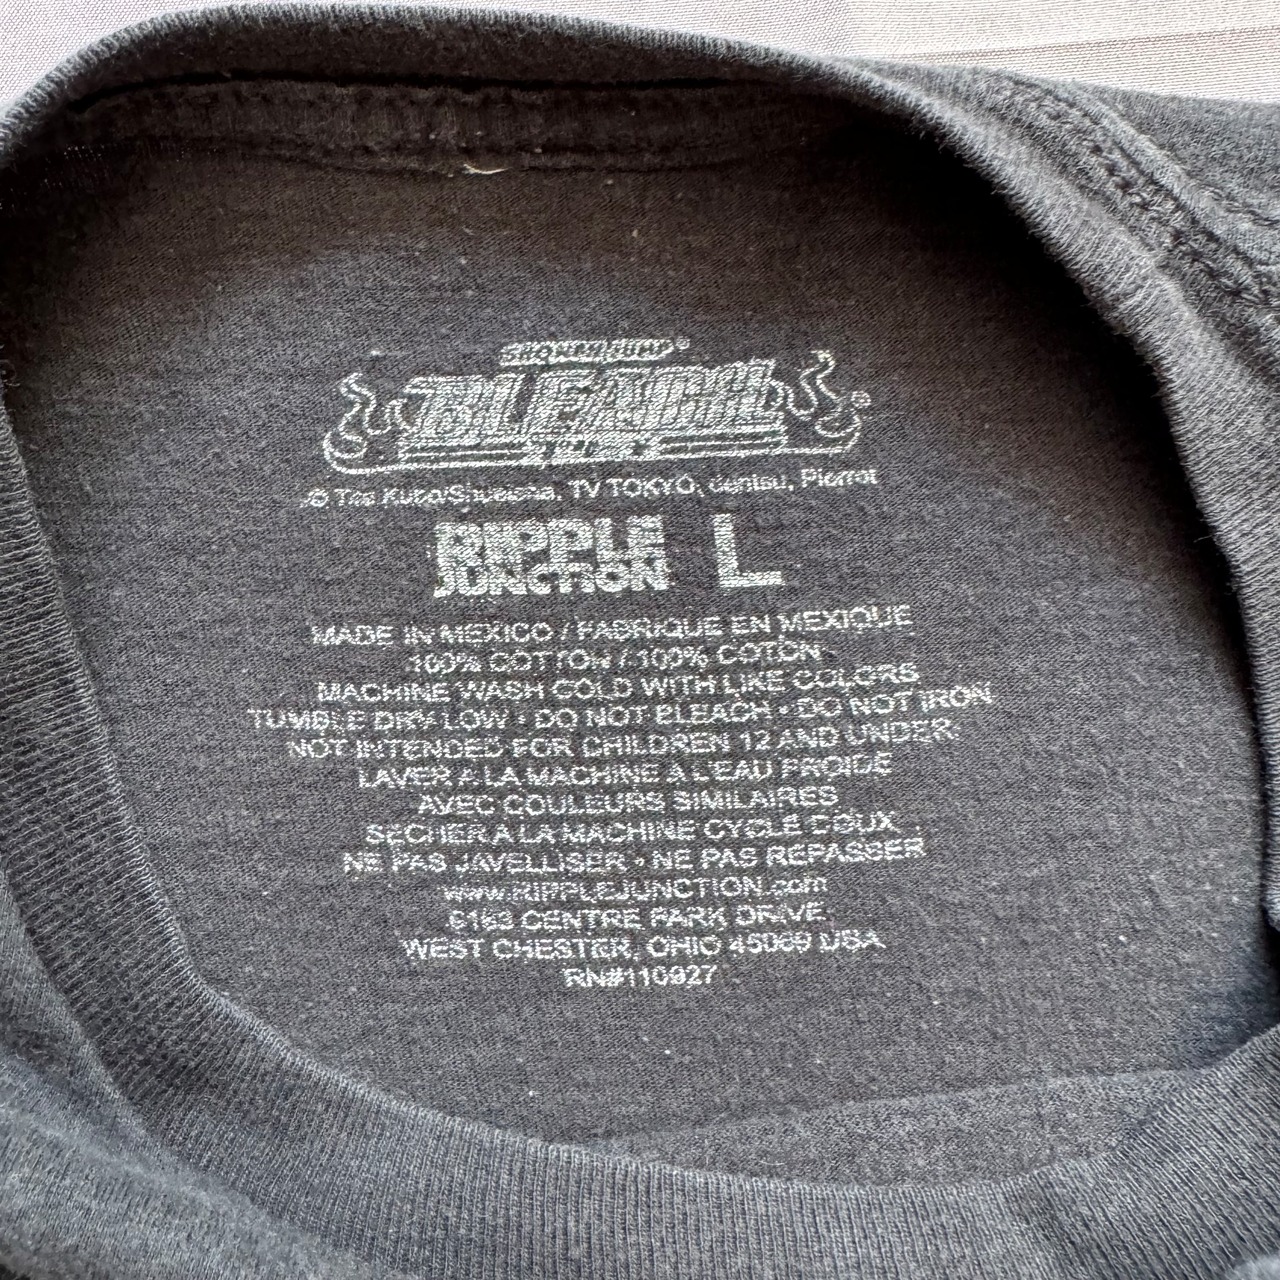 SHONEN JUMP®
BLEACH®
© Tite Kubo/Shueisha, TV TOKYO, dentsu, Pierrot
RIPPLE JUNCTION L
MADE IN MEXICO / FABRIQUE EN MEXIQUE
100% COTTON / 100% COTON
MACHINE WASH COLD WITH LIKE COLORS
TUMBLE DRY LOW • DO NOT BLEACH • DO NOT IRON
NOT INTENDED FOR CHILDREN 12 AND UNDER.
LAVER A LA MACHINE A L'EAU FROIDE
AVEC COULEURS SIMILAIRES
SECHER A LA MACHINE CYCLE DOUX
NE PAS JAVELLISER • NE PAS REPASSER
www.RIPPLEJUNCTION.com
CENTRE PARK DRIVE
WEST CHESTER, OHIO 45069 USA
RN#110927